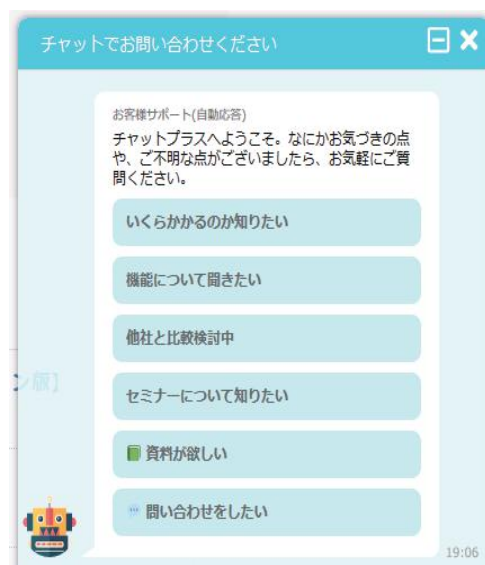 チャットでお問い合わせください
お客様サポート(自動応答)
チャットプラスへようこそ。なにかお気づきの点
や、ご不明な点がございましたら、お気軽にご質
問ください。
いくらかかるのか知りたい
機能について聞きたい
他社と比較検討中
ン版】
セミナーについて知りたい
資料が欲しい
問い合わせをしたい
19:06